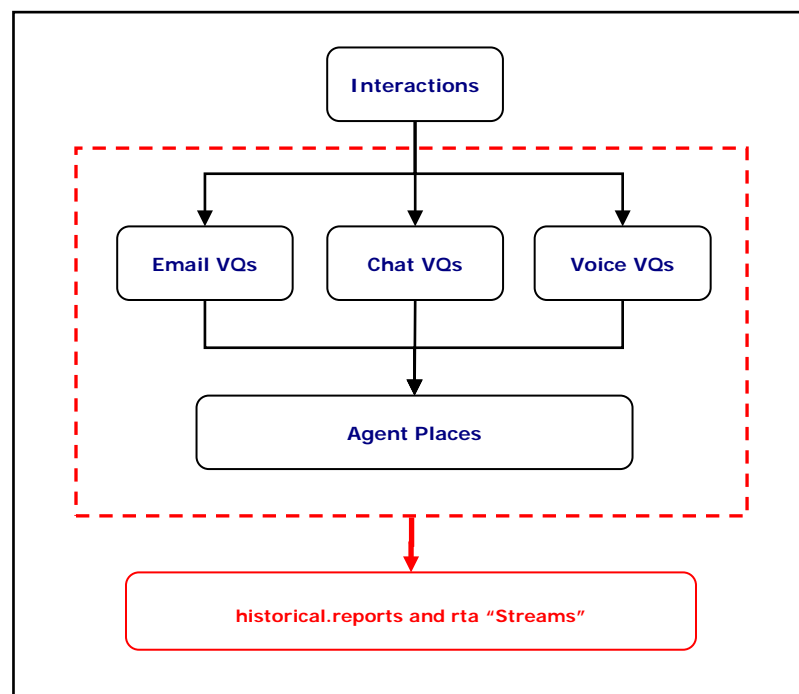 Interactions
Email VQs
Chat VQs
Voice VQs
Agent Places
historical.reports and rta “Streams”